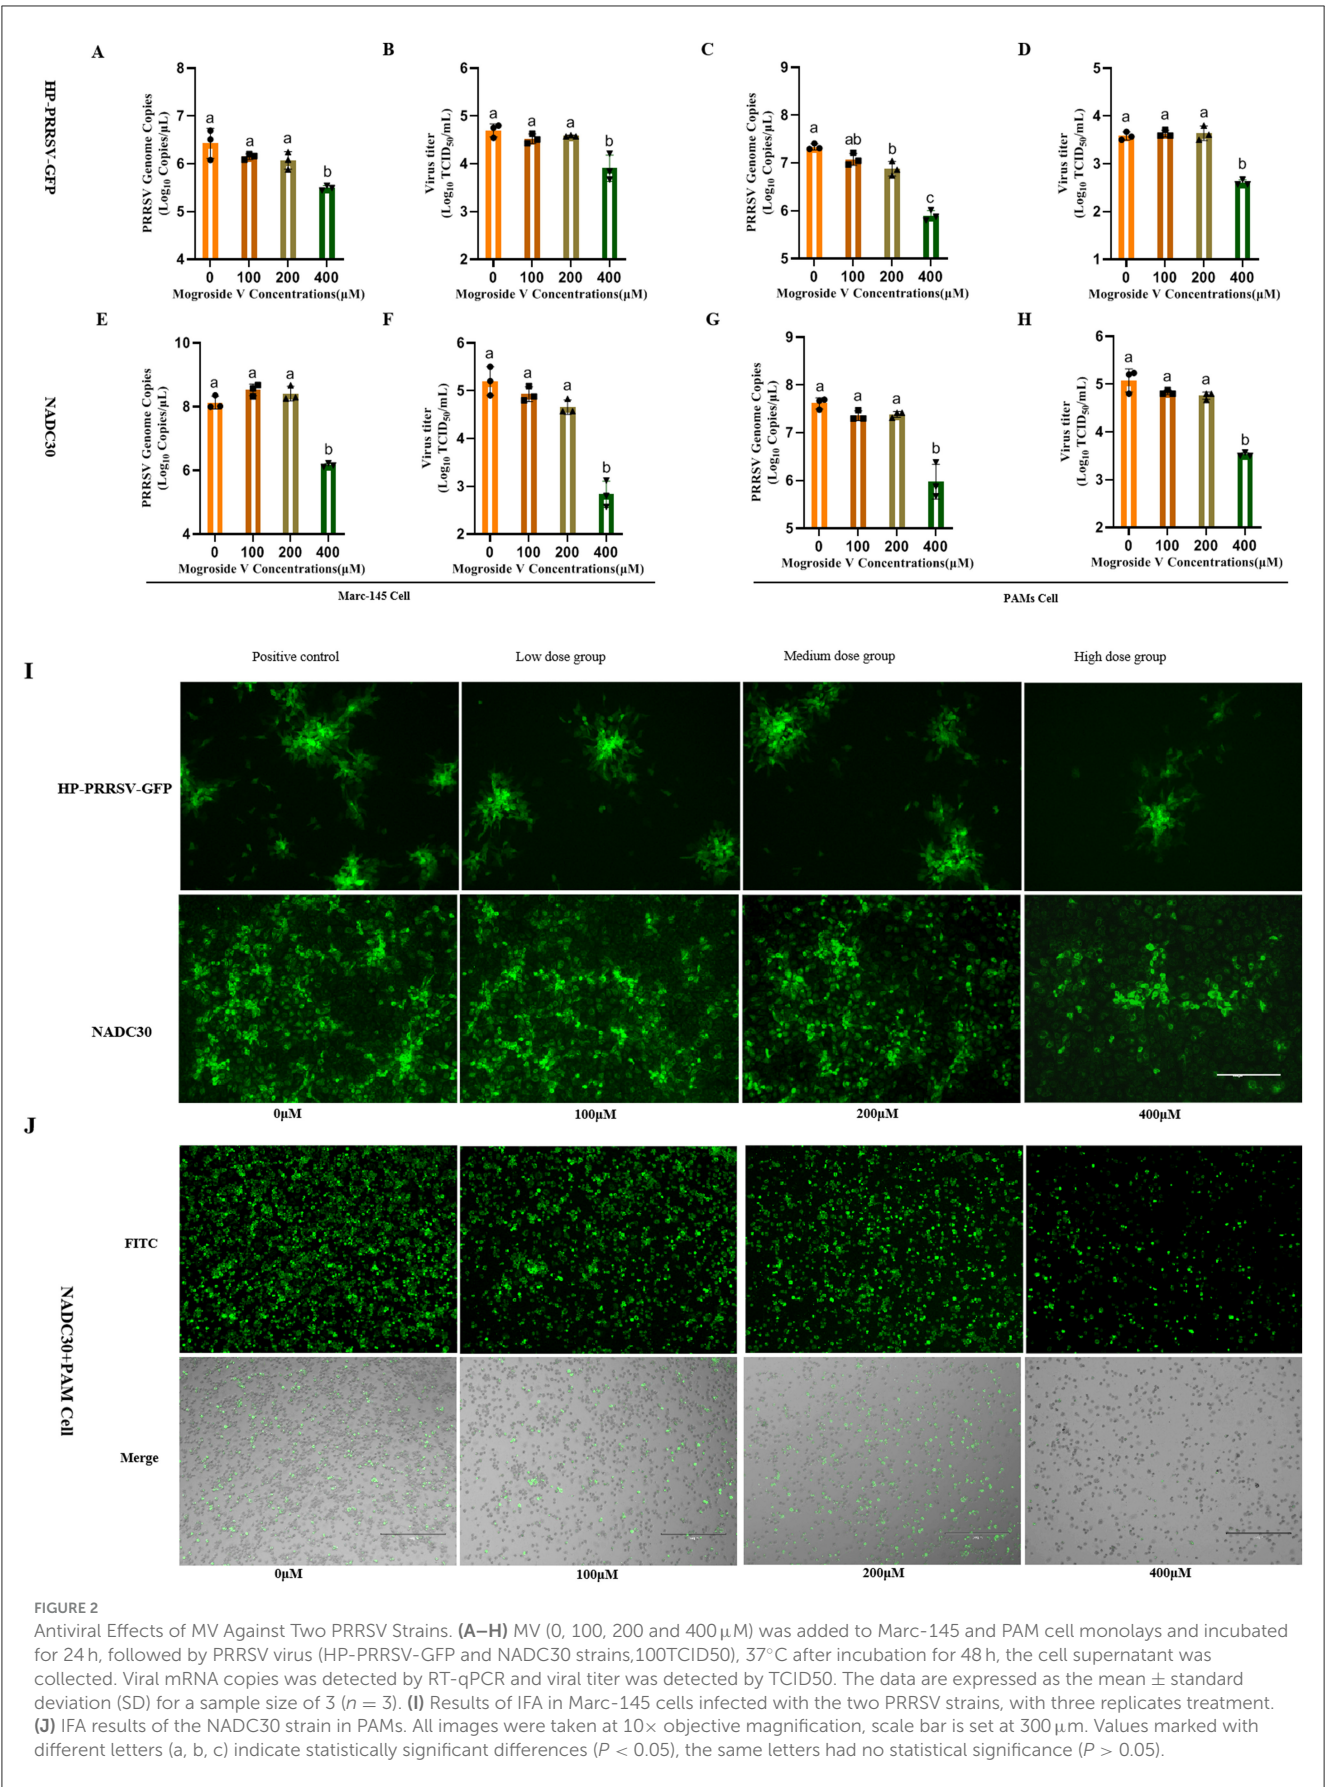 A
B
C
D
HP-PRRSV-GFP
PRRSV Genome Copies
(Log10 Copies/µL)
8
7
6
5
4
a
a
a
b
0 100 200 400
Mogroside V Concentrations(µM)
Virus titer
(Log10 TCID50/mL)
6
5
4
3
2
a
a
a
b
0 100 200 400
Mogroside V Concentrations(µM)
PRRSV Genome Copies
(Log10 Copies/µL)
9
8
7
6
5
a
ab
b
c
0 100 200 400
Mogroside V Concentrations(µM)
Virus titer
(Log10 TCID50/mL)
5
4
3
2
1
a
a
a
b
0 100 200 400
Mogroside V Concentrations(µM)
E
F
G
H
NADC30
PRRSV Genome Copies
(Log10 Copies/µL)
10
8
6
4
a
a
a
b
0 100 200 400
Mogroside V Concentrations(µM)
Virus titer
(Log10 TCID50/mL)
6
5
4
3
2
a
a
a
b
0 100 200 400
Mogroside V Concentrations(µM)
PRRSV Genome Copies
(Log10 Copies/µL)
9
8
7
6
5
a
a
a
b
0 100 200 400
Mogroside V Concentrations(µM)
Virus titer
(Log10 TCID50/mL)
6
5
4
3
2
a
a
a
b
0 100 200 400
Mogroside V Concentrations(µM)
Marc-145 Cell
PAMs Cell
I
Positive control Low dose group Medium dose group High dose group
HP-PRRSV-GFP
NADC30
0µM 100µM 200µM 400µM
J
NADC30+PAM Cell
FITC
Merge
0µM 100µM 200µM 400µM
FIGURE 2
Antiviral Effects of MV Against Two PRRSV Strains. (A–H) MV (0, 100, 200 and 400 µM) was added to Marc-145 and PAM cell monolays and incubated
for 24 h, followed by PRRSV virus (HP-PRRSV-GFP and NADC30 strains,100TCID50), 37°C after incubation for 48 h, the cell supernatant was
collected. Viral mRNA copies was detected by RT-qPCR and viral titer was detected by TCID50. The data are expressed as the mean ± standard
deviation (SD) for a sample size of 3 (n = 3). (I) Results of IFA in Marc-145 cells infected with the two PRRSV strains, with three replicates treatment.
(J) IFA results of the NADC30 strain in PAMs. All images were taken at 10× objective magnification, scale bar is set at 300 µm. Values marked with
different letters (a, b, c) indicate statistically significant differences (P < 0.05), the same letters had no statistical significance (P > 0.05).